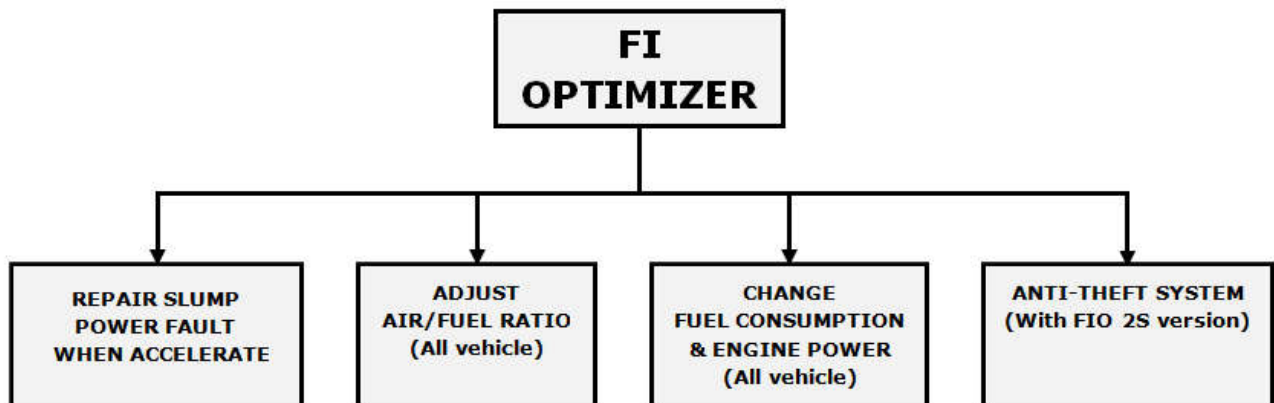 FI
OPTIMIZER
REPAIR SLUMP
POWER FAULT
WHEN ACCELERATE
ADJUST
AIR/FUEL RATIO
(All vehicle)
CHANGE
FUEL CONSUMPTION
& ENGINE POWER
(All vehicle)
ANTI-THEFT SYSTEM
(With FIO 2S version)